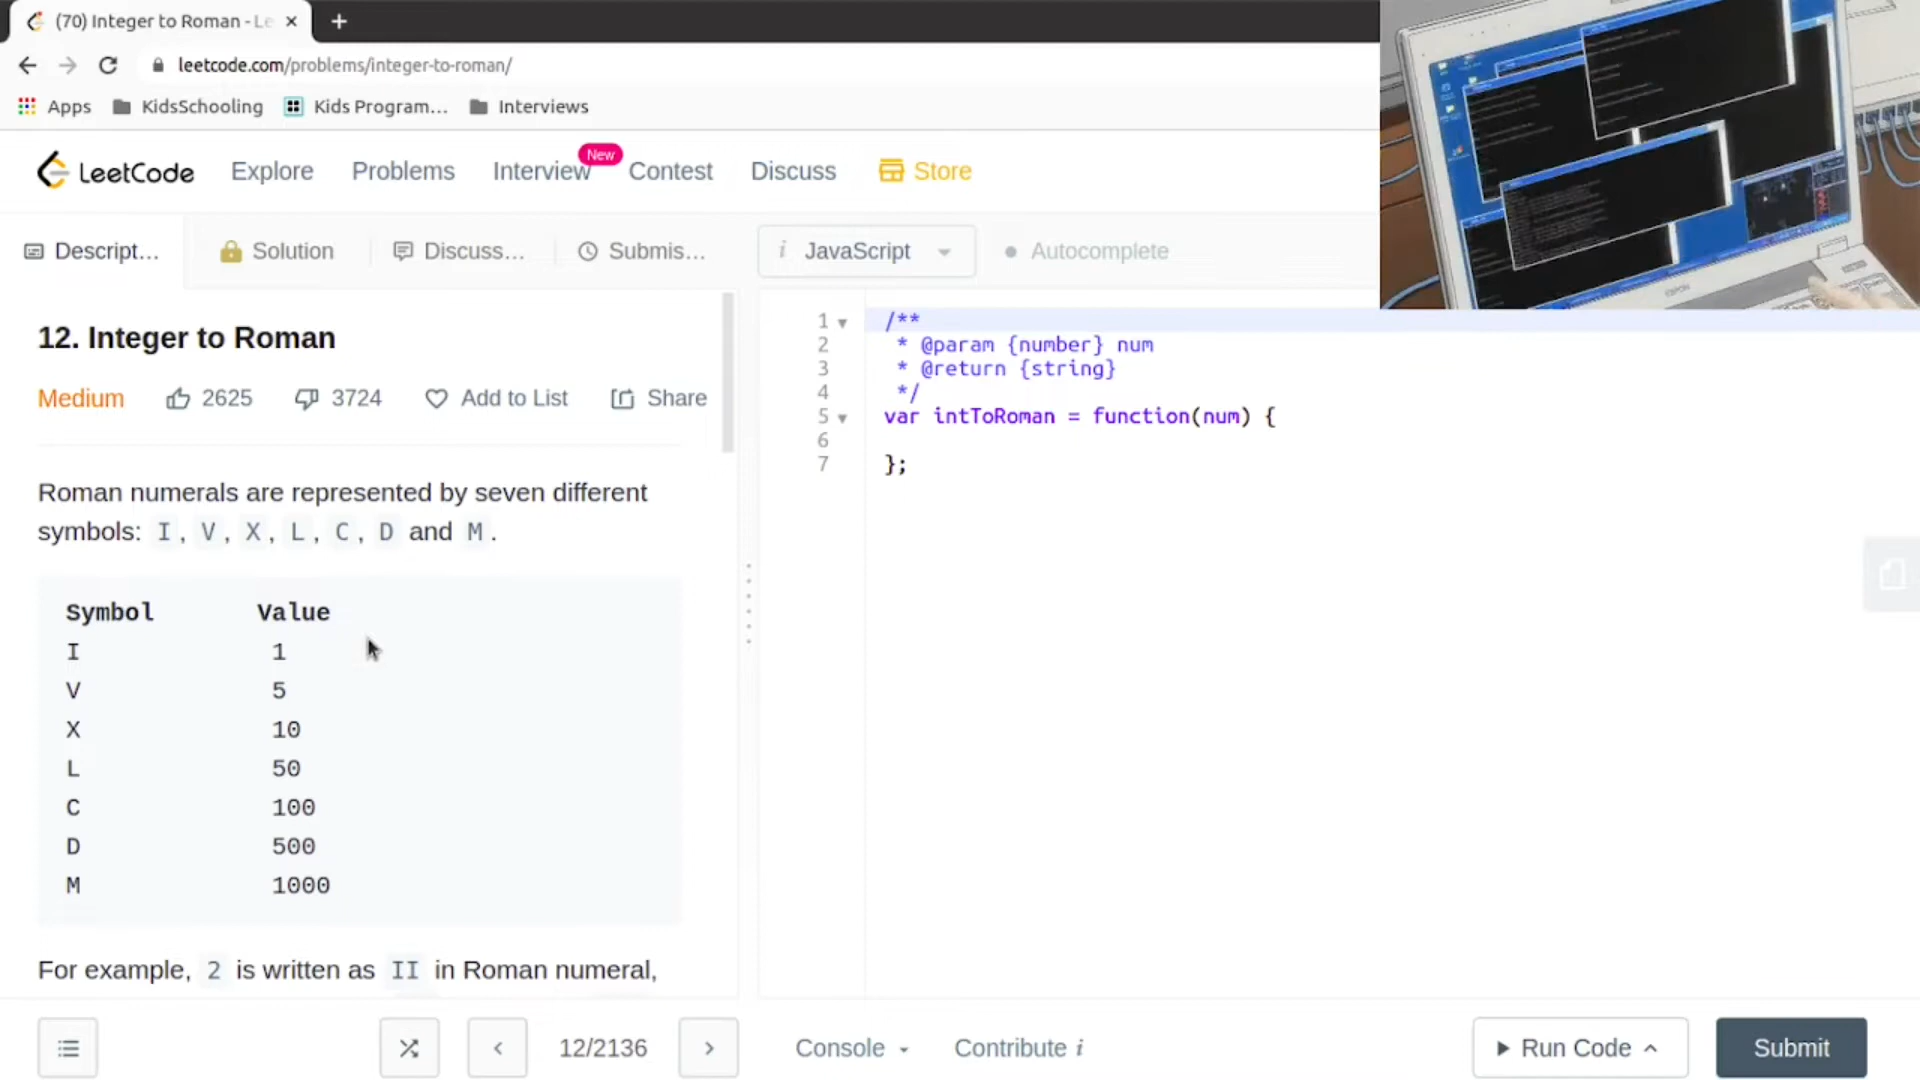 (70) Integer to Roman - Le
leetcode.com/problems/integer-to-roman/
Apps KidsSchooling Kids Program... Interviews
LeetCode Explore Problems Interview New Contest Discuss Store
Descript... Solution Discuss... Submis... i JavaScript Autocomplete
12. Integer to Roman
Medium 2625 3724 Add to List Share
Roman numerals are represented by seven different
symbols: I, V, X, L, C, D and M.
Symbol Value
I 1
V 5
X 10
L 50
C 100
D 500
M 1000
For example, 2 is written as II in Roman numeral,
1 /**
2 * @param {number} num
3 * @return {string}
4 */
5 var intToRoman = function(num) {
6
7 };
12/2136 Console Contribute i Run Code Submit